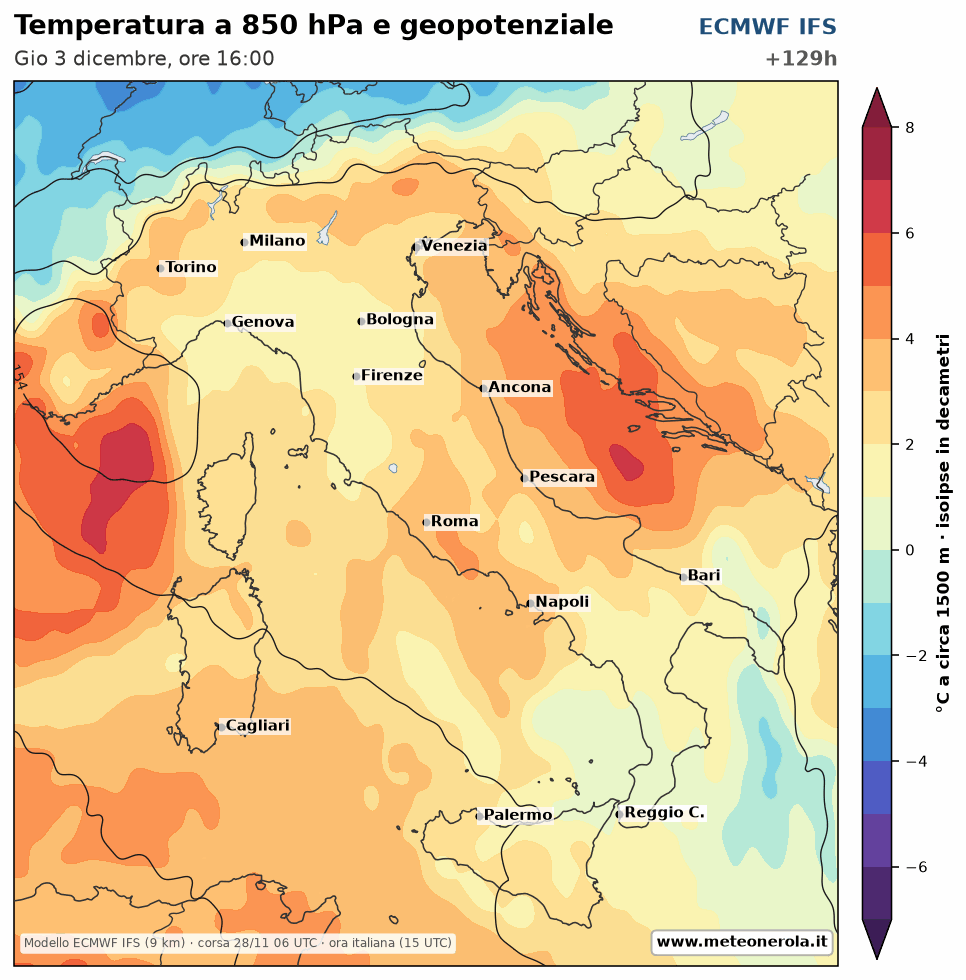 Temperatura a 850 hPa e geopotenziale
ECMWF IFS
Gio 3 dicembre, ore 16:00
+129h
8
6
4
2
0
−2
−4
−6
°C a circa 1500 m · isoipse in decametri
Milano
Venezia
Torino
Genova
Bologna
Firenze
154
Ancona
Pescara
Roma
Bari
Napoli
Cagliari
Palermo
Reggio C.
Modello ECMWF IFS (9 km) · corsa 28/11 06 UTC · ora italiana (15 UTC)
www.meteonerola.it